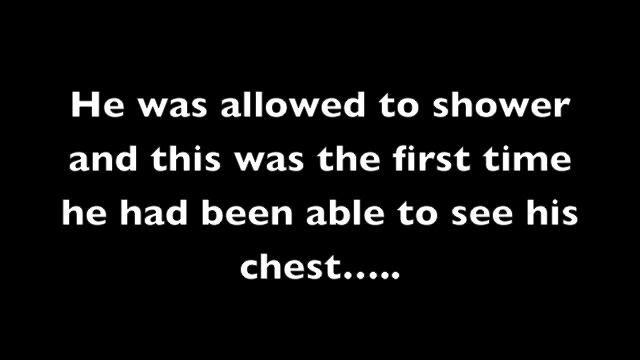 He was allowed to shower
and this was the first time
he had been able to see his
chest.....